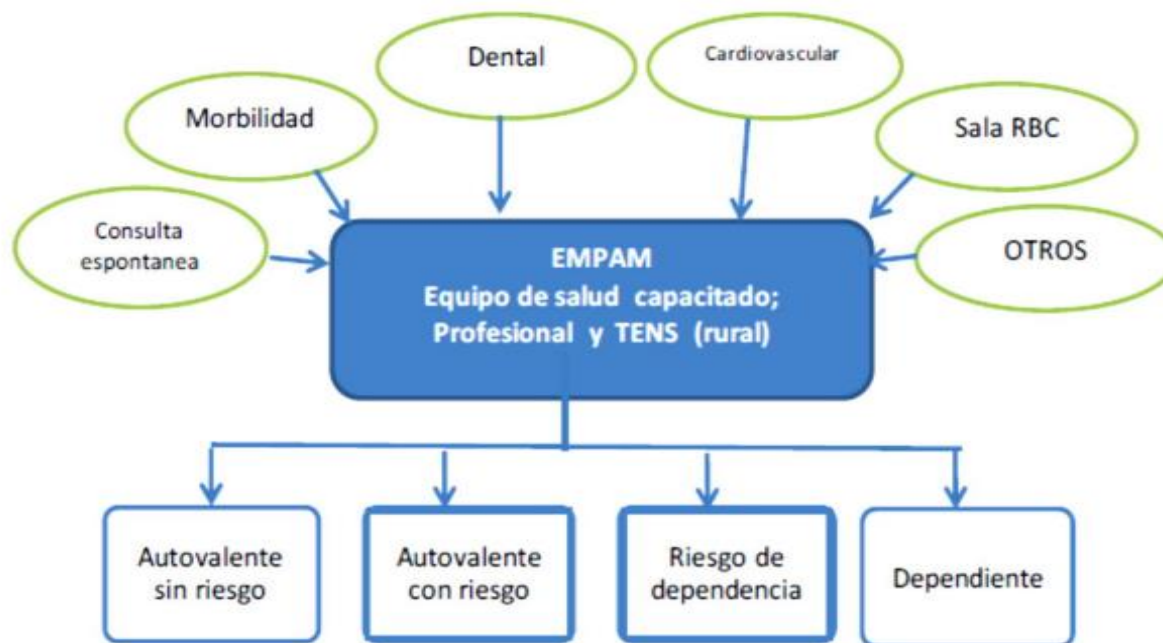 Dental
Cardiovascular
Morbilidad
Sala RBC
Consulta
espontanea
OTROS
EMPAM
Equipo de salud capacitado;
Profesional y TENS (rural)
Autovalente
sin riesgo
Autovalente
con riesgo
Riesgo de
dependencia
Dependiente